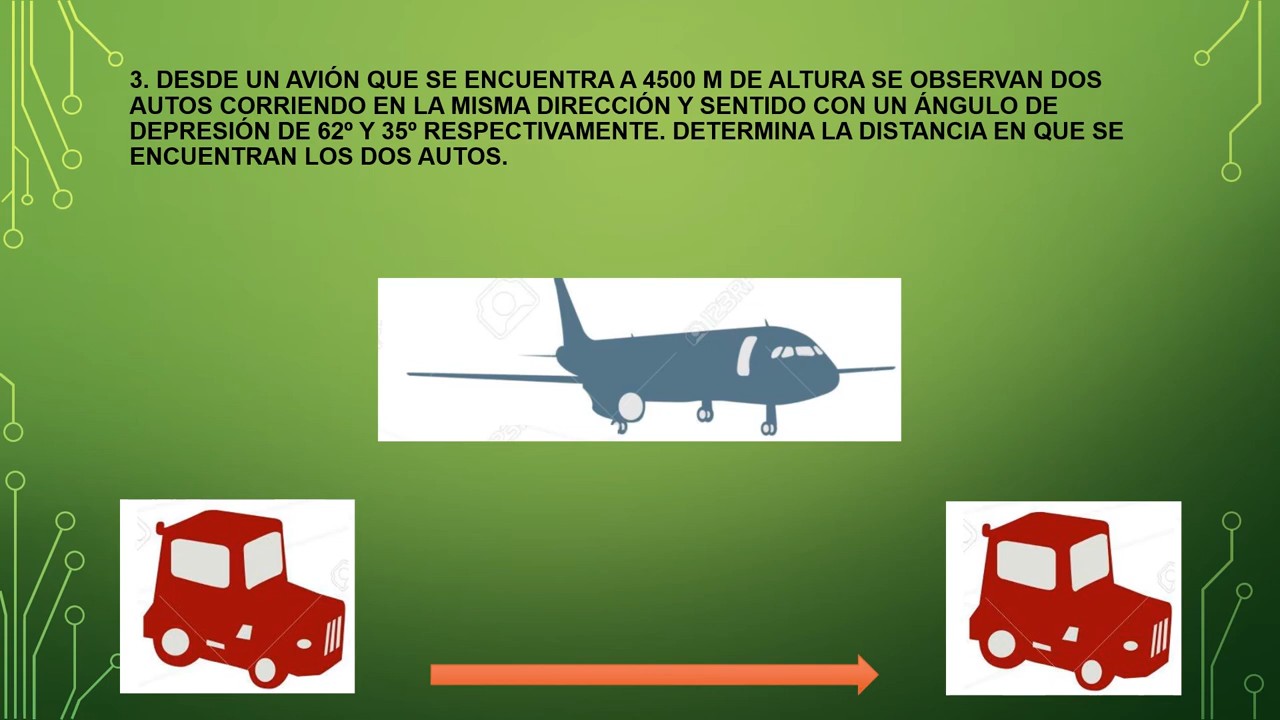 3. DESDE UN AVIÓN QUE SE ENCUENTRA A 4500 M DE ALTURA SE OBSERVAN DOS
AUTOS CORRIENDO EN LA MISMA DIRECCIÓN Y SENTIDO CON UN ÁNGULO DE
DEPRESIÓN DE 62º Y 35º RESPECTIVAMENTE. DETERMINA LA DISTANCIA EN QUE SE
ENCUENTRAN LOS DOS AUTOS.